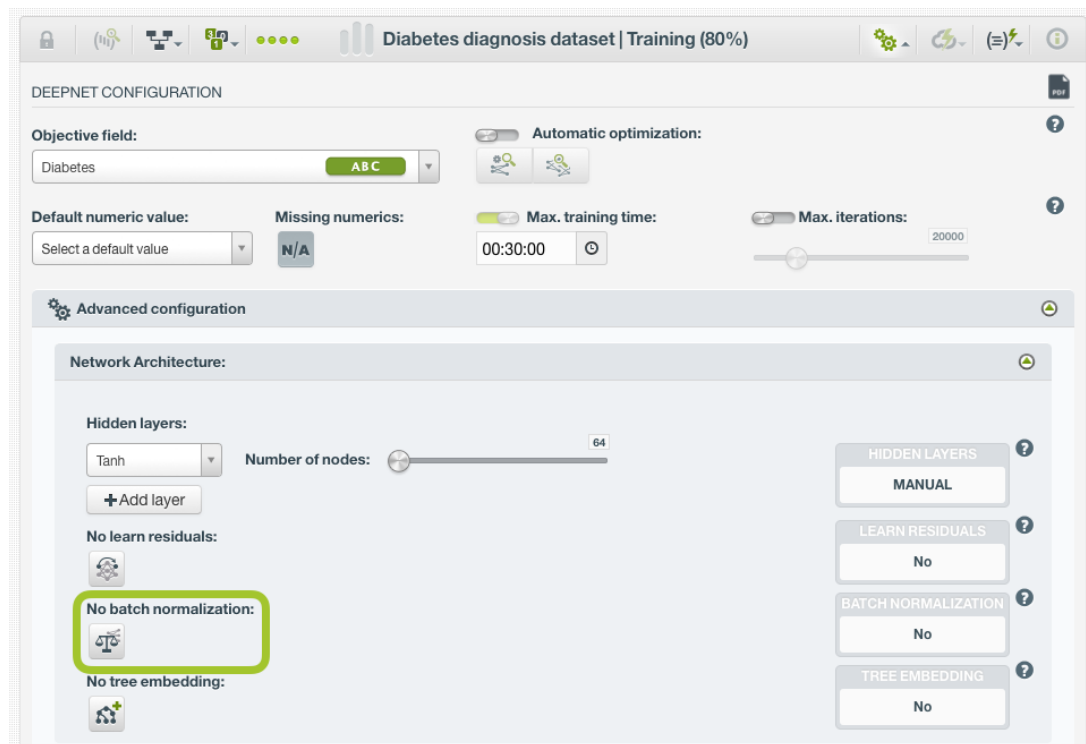 Diabetes diagnosis dataset | Training (80%)
DEEPNET CONFIGURATION
PDF
Objective field:
Automatic optimization:
Diabetes
ABC
Default numeric value:
Missing numerics:
Max. training time:
Max. iterations:
Select a default value
N/A
00:30:00
20000
Advanced configuration
Network Architecture:
Hidden layers:
Tanh
Number of nodes:
64
HIDDEN LAYERS
MANUAL
+Add layer
No learn residuals:
LEARN RESIDUALS
No
No batch normalization:
BATCH NORMALIZATION
No
No tree embedding:
TREE EMBEDDING
No